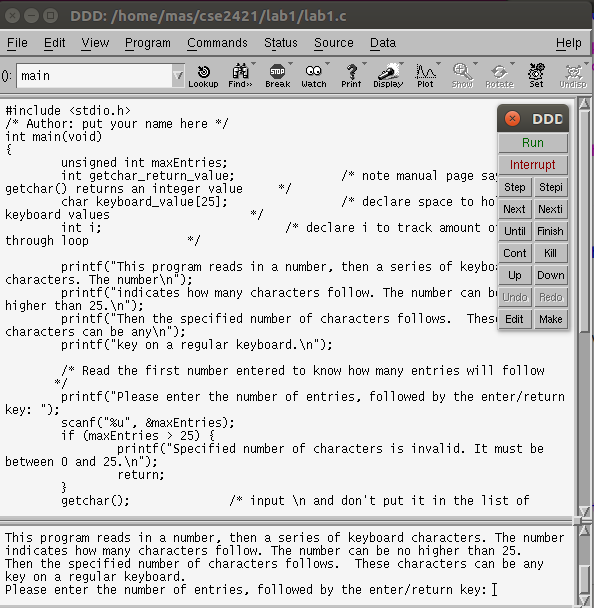 DDD: /home/mas/cse2421/lab1/lab1.c
File Edit View Program Commands Status Source Data Help
(): main
Lookup Find>> Break Watch Print Display Plot Show Rotate Set Undisp
#include <stdio.h>
/* Author: put your name here */
int main(void)
{
unsigned int maxEntries;
int getchar_return_value; /* note manual page sa
getchar() returns an integer value */
char keyboard_value[25]; /* declare space to ho
keyboard values */
int i; /* declare i to track amount o
through loop */
printf("This program reads in a number, then a series of keyboa
characters. The number\n");
printf("indicates how many characters follow. The number can be
higher than 25.\n");
printf("Then the specified number of characters follows.  These
characters can be any\n");
printf("key on a regular keyboard.\n");
/* Read the first number entered to know how many entries will follow
*/
printf("Please enter the number of entries, followed by the enter/return
key: ");
scanf("%u", &maxEntries);
if (maxEntries > 25) {
printf("Specified number of characters is invalid. It must be
between 0 and 25.\n");
return;
}
getchar(); /* input \n and don't put it in the list of
DDD
Run
Interrupt
Step Stepi
Next Nexti
Until Finish
Cont Kill
Up Down
Undo Redo
Edit Make
This program reads in a number, then a series of keyboard characters. The number
indicates how many characters follow. The number can be no higher than 25.
Then the specified number of characters follows.  These characters can be any
key on a regular keyboard.
Please enter the number of entries, followed by the enter/return key: